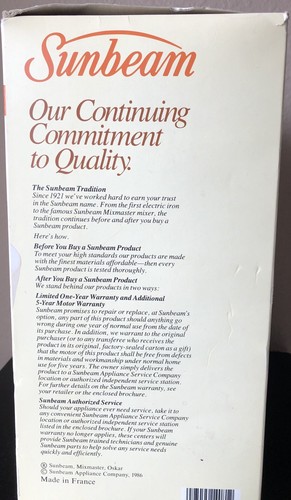 Sunbeam
Our Continuing
Commitment
to Quality.
The Sunbeam Tradition
Since 1921 we've worked hard to earn your trust
in the Sunbeam name. From the first electric iron
to the famous Sunbeam Mixmaster mixer, the
tradition continues before and after you buy a
Sunbeam product.
Here's how.
Before You Buy a Sunbeam Product
To meet your high standards our products are made
with the finest materials affordable—then every
Sunbeam product is tested thoroughly.
After You Buy a Sunbeam Product
We stand behind our products in two ways:
Limited One-Year Warranty and Additional
5-Year Motor Warranty
Sunbeam promises to repair or replace, at Sunbeam's
option, any part of this product should anything go
wrong during one year of normal use from the date of
its purchase. In addition, we warrant to the original
purchaser (or to any transferee who receives the
product in its original, factory-sealed carton as a gift)
that the motor of this product shall be free from defects
in materials and workmanship under normal home
use for five years. The owner simply delivers the
product to a Sunbeam Appliance Service Company
location or authorized independent service station.
For further details on the Sunbeam warranty, see
your retailer or the enclosed brochure.
Sunbeam Authorized Service
Should your appliance ever need service, take it to
any convenient Sunbeam Appliance Service Company
location or authorized independent service station
listed in the enclosed brochure. If your Sunbeam
warranty no longer applies, these centers will
provide Sunbeam trained technicians and genuine
Sunbeam parts to help solve any service needs
quickly and efficiently.
® Sunbeam, Mixmaster, Oskar
© Sunbeam Appliance Company, 1986
Made in France